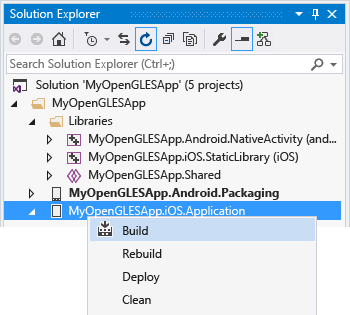 Solution Explorer
Search Solution Explorer (Ctrl+;)
Solution 'MyOpenGLESApp' (5 projects)
MyOpenGLESApp
Libraries
MyOpenGLESApp.Android.NativeActivity (and...
MyOpenGLESApp.iOS.StaticLibrary (iOS)
MyOpenGLESApp.Shared
MyOpenGLESApp.Android.Packaging
MyOpenGLESApp.iOS.Application
Build
Rebuild
Deploy
Clean